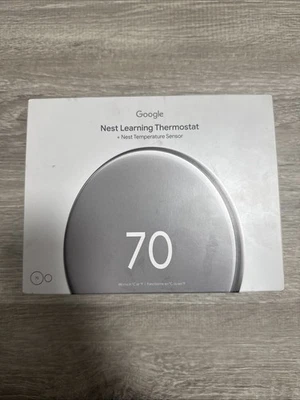 Google
Nest Learning Thermostat
+ Nest Temperature Sensor
70